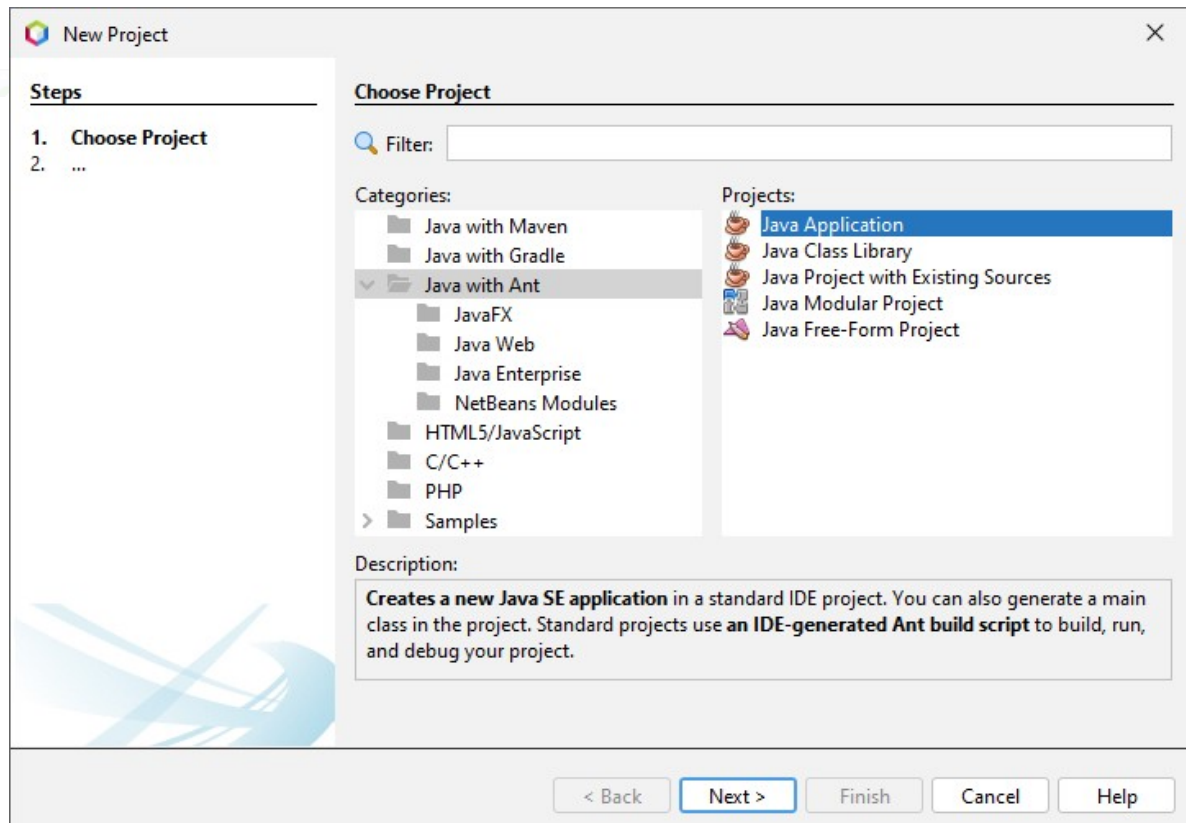 New Project
Steps
1. Choose Project
2. ...
Choose Project
Filter:
Categories:
Java with Maven
Java with Gradle
Java with Ant
JavaFX
Java Web
Java Enterprise
NetBeans Modules
HTML5/JavaScript
C/C++
PHP
Samples
Projects:
Java Application
Java Class Library
Java Project with Existing Sources
Java Modular Project
Java Free-Form Project
Description:
Creates a new Java SE application in a standard IDE project. You can also generate a main
class in the project. Standard projects use an IDE-generated Ant build script to build, run,
and debug your project.
< Back
Next >
Finish
Cancel
Help